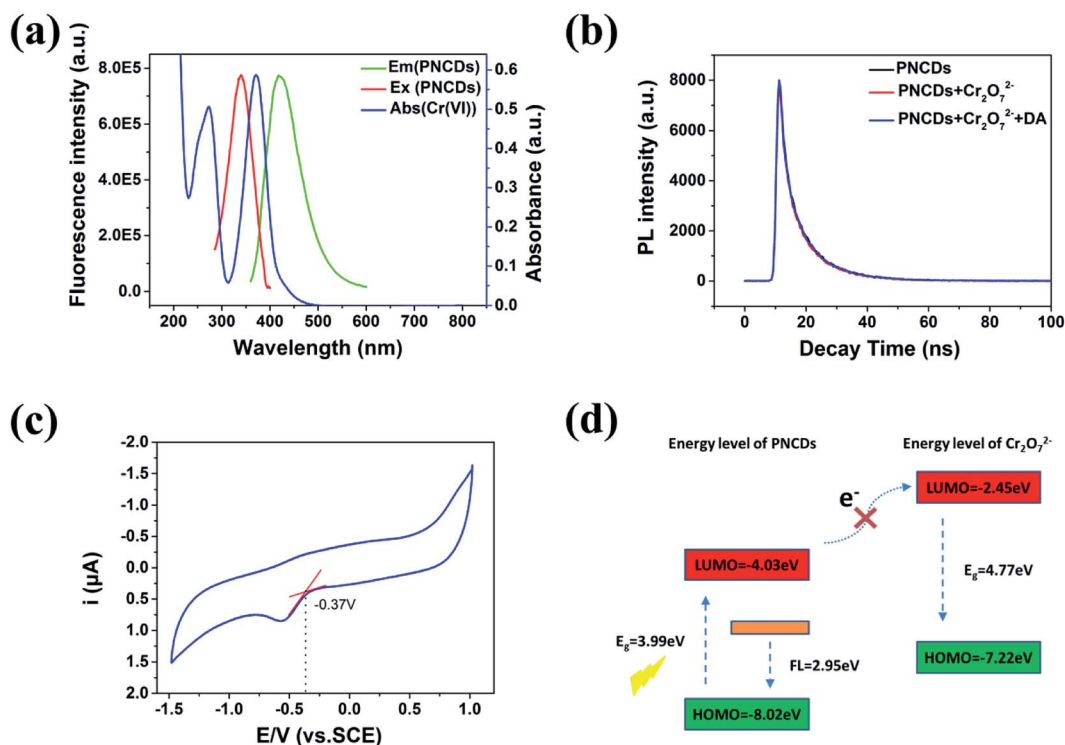 (a)
Fluorescence intensity (a.u.)
8.0E5
6.0E5
4.0E5
2.0E5
0.0
Em(PNCDs)
Ex (PNCDs)
Abs(Cr(VI))
0.6
0.5
0.4
0.3
0.2
0.1
0.0
Absorbance (a.u.)
200 300 400 500 600 700 800
Wavelength (nm)
(b)
PL intensity (a.u.)
8000
6000
4000
2000
0
PNCDs
PNCDs+Cr₂O₇²⁻
PNCDs+Cr₂O₇²⁻+DA
0 20 40 60 80 100
Decay Time (ns)
(c)
i (μA)
-2.0
-1.5
-1.0
-0.5
0.0
0.5
1.0
1.5
2.0
-0.37V
-1.5 -1.0 -0.5 0.0 0.5 1.0
E/V (vs.SCE)
(d)
Energy level of PNCDs
Energy level of Cr₂O₇²⁻
LUMO=-2.45eV
e⁻
LUMO=-4.03eV
Eg=4.77eV
Eg=3.99eV
FL=2.95eV
HOMO=-7.22eV
HOMO=-8.02eV